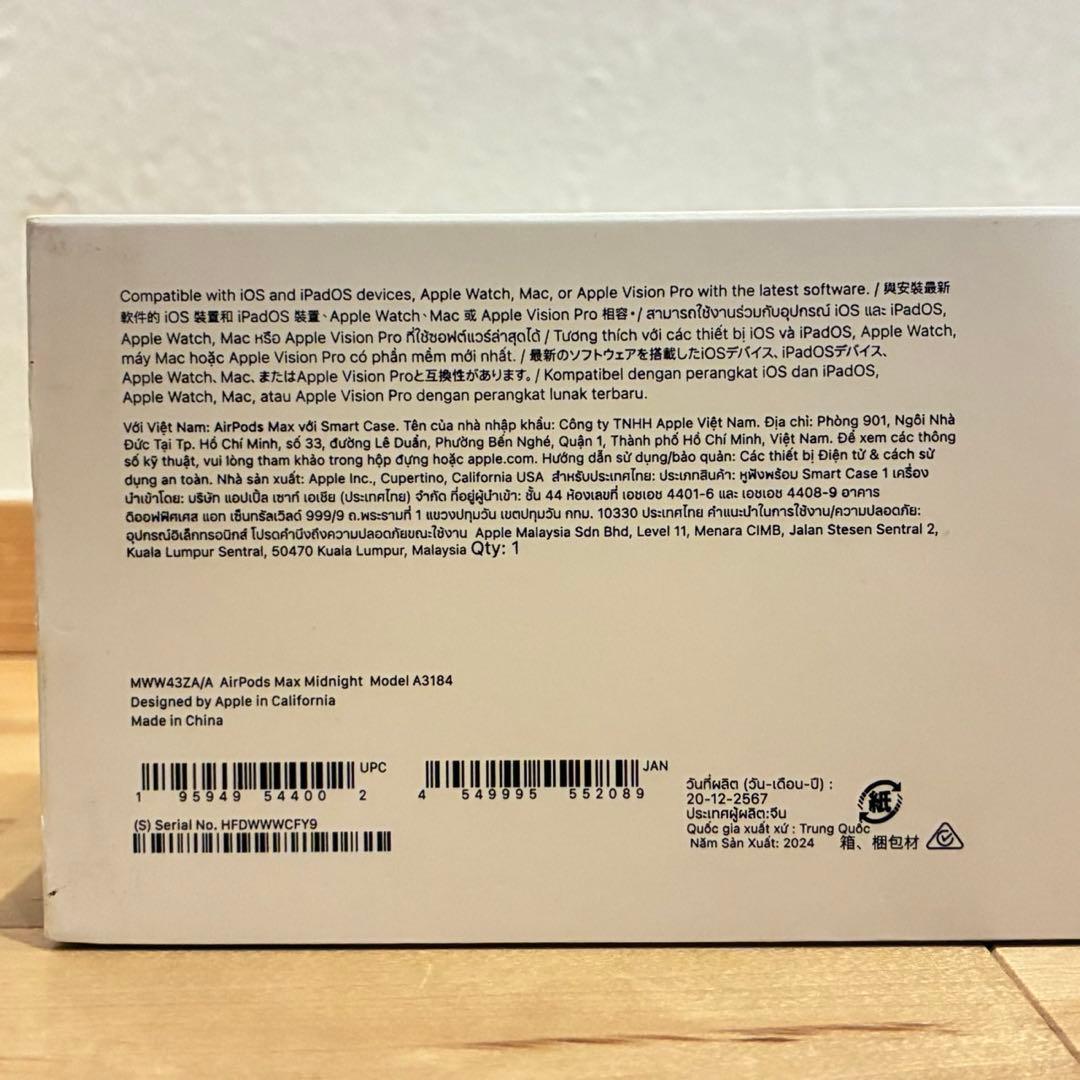 Compatible with iOS and iPadOS devices, Apple Watch, Mac, or Apple Vision Pro with the latest software. / 與安裝最新
軟件的 iOS 裝置和 iPadOS 裝置、Apple Watch、Mac 或 Apple Vision Pro 相容。/ สามารถใช้งานร่วมกับอุปกรณ์ iOS และ iPadOS,
Apple Watch, Mac หรือ Apple Vision Pro ที่ใช้ซอฟต์แวร์ล่าสุดได้ / Tương thích với các thiết bị iOS và iPadOS, Apple Watch,
máy Mac hoặc Apple Vision Pro có phần mềm mới nhất. / 最新のソフトウェアを搭載したiOSデバイス、iPadOSデバイス、
Apple Watch、Mac、またはApple Vision Proと互換性があります。/ Kompatibel dengan perangkat iOS dan iPadOS,
Apple Watch, Mac, atau Apple Vision Pro dengan perangkat lunak terbaru.
Với Việt Nam: AirPods Max với Smart Case. Tên của nhà nhập khẩu: Công ty TNHH Apple Việt Nam. Địa chỉ: Phòng 901, Ngôi Nhà
Đức Tại Tp. Hồ Chí Minh, số 33, đường Lê Duẩn, Phường Bến Nghé, Quận 1, Thành phố Hồ Chí Minh, Việt Nam. Để xem các thông
số kỹ thuật, vui lòng tham khảo trong hộp đựng hoặc apple.com. Hướng dẫn sử dụng/bảo quản: Các thiết bị Điện tử & cách sử
dụng an toàn. Nhà sản xuất: Apple Inc., Cupertino, California USA สำหรับประเทศไทย: ประเภทสินค้า: หูฟังพร้อม Smart Case 1 เครื่อง
นำเข้าโดย: บริษัท แอปเปิ้ล เซาท์ เอเชีย (ประเทศไทย) จำกัด ที่อยู่ผู้นำเข้า: ชั้น 44 ห้องเลขที่ เอชเอช 4401-6 และ เอชเอช 4408-9 อาคาร
ดิออฟฟิศเศส แอท เซ็นทรัลเวิลด์ 999/9 ถ.พระรามที่ 1 แขวงปทุมวัน เขตปทุมวัน กทม. 10330 ประเทศไทย คำแนะนำในการใช้งาน/ความปลอดภัย:
อุปกรณ์อิเล็กทรอนิกส์ โปรดคำนึงถึงความปลอดภัยขณะใช้งาน Apple Malaysia Sdn Bhd, Level 11, Menara CIMB, Jalan Stesen Sentral 2,
Kuala Lumpur Sentral, 50470 Kuala Lumpur, Malaysia Qty: 1
MWW43ZA/A AirPods Max Midnight Model A3184
Designed by Apple in California
Made in China
UPC
1 95949 54400 2
JAN
4 549995 552089
(S) Serial No. HFDWWWCFY9
วันที่ผลิต (วัน-เดือน-ปี) :
20-12-2567
ประเทศผู้ผลิต:จีน
Quốc gia xuất xứ : Trung Quốc
Năm Sản Xuất: 2024
紙
箱、梱包材